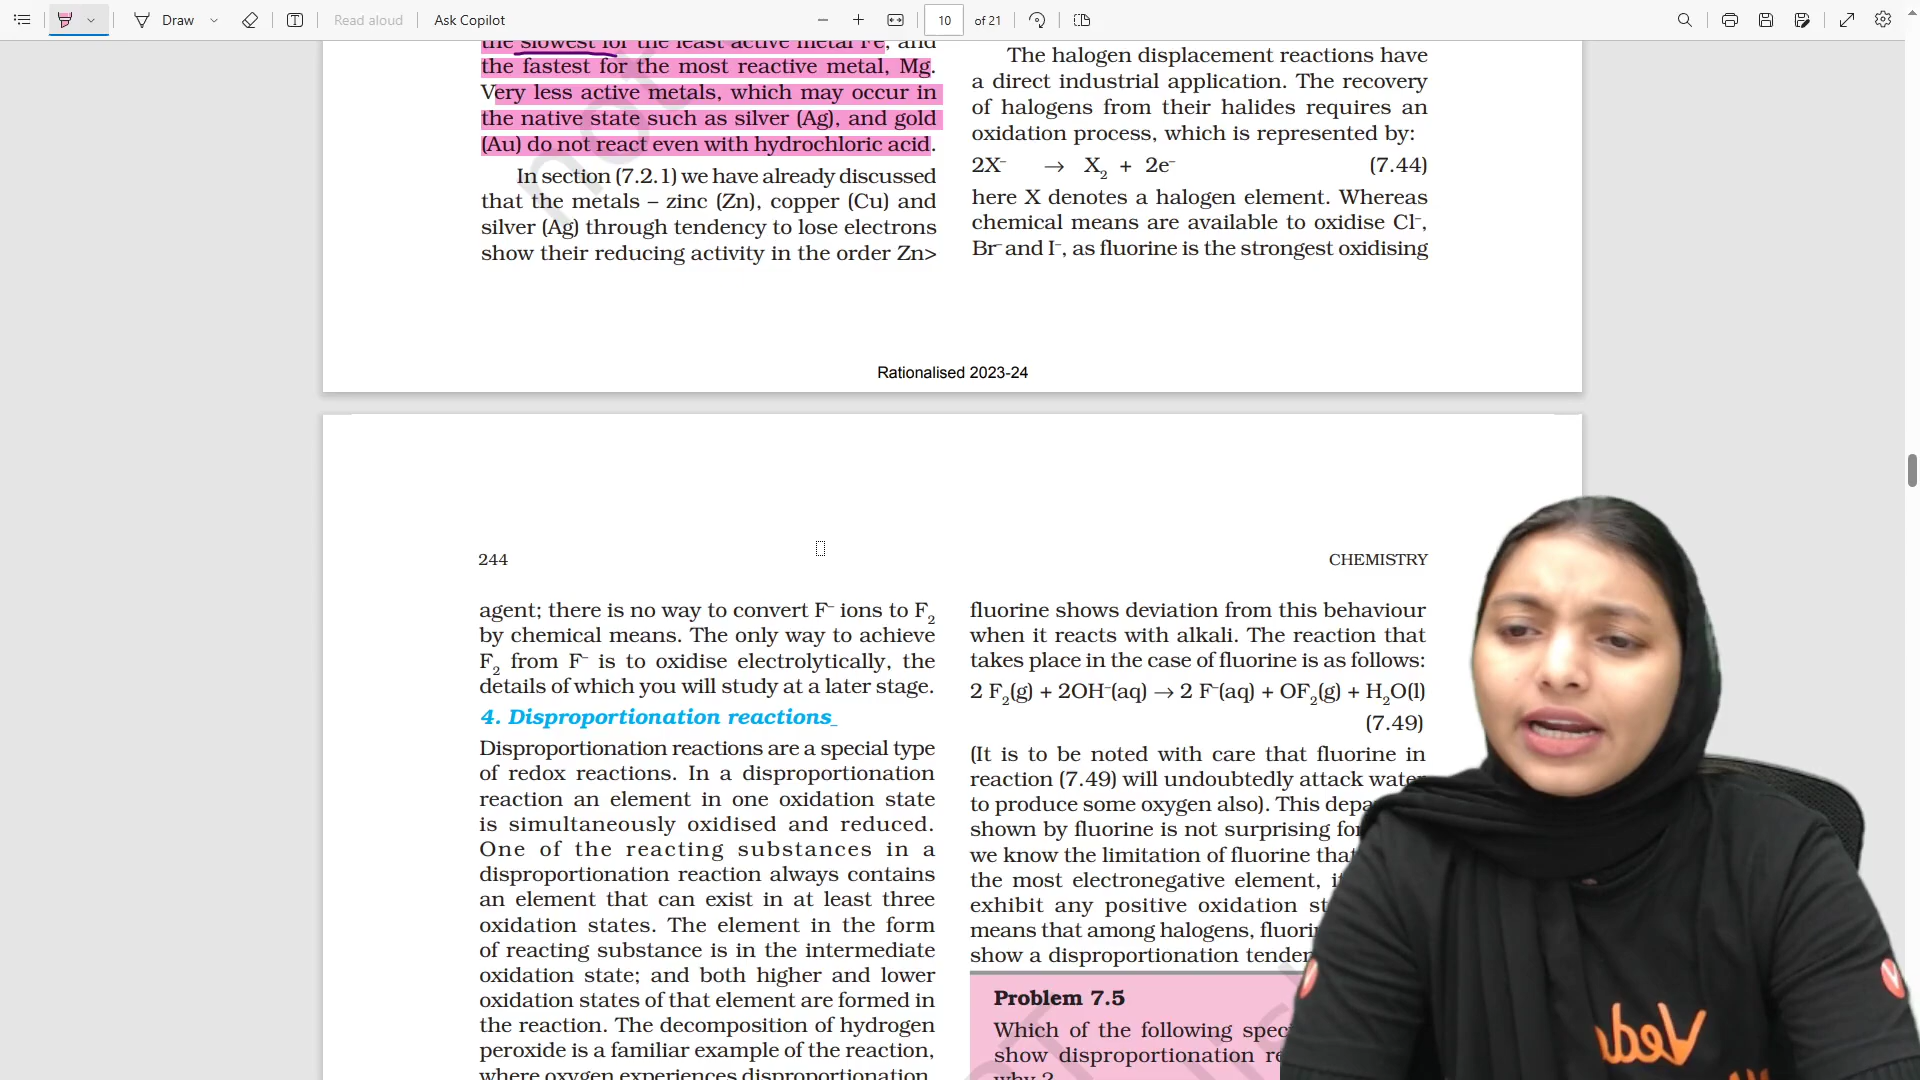 Draw
Read aloud
Ask Copilot
10
of 21
the slowest for the least active metal Fe, and
the fastest for the most reactive metal, Mg.
Very less active metals, which may occur in
the native state such as silver (Ag), and gold
(Au) do not react even with hydrochloric acid.
In section (7.2.1) we have already discussed
that the metals – zinc (Zn), copper (Cu) and
silver (Ag) through tendency to lose electrons
show their reducing activity in the order Zn>
The halogen displacement reactions have
a direct industrial application. The recovery
of halogens from their halides requires an
oxidation process, which is represented by:
2X⁻ → X₂ + 2e⁻ (7.44)
here X denotes a halogen element. Whereas
chemical means are available to oxidise Cl⁻,
Br⁻ and I⁻, as fluorine is the strongest oxidising
Rationalised 2023-24
244
CHEMISTRY
agent; there is no way to convert F⁻ ions to F₂
by chemical means. The only way to achieve
F₂ from F⁻ is to oxidise electrolytically, the
details of which you will study at a later stage.
4. Disproportionation reactions
Disproportionation reactions are a special type
of redox reactions. In a disproportionation
reaction an element in one oxidation state
is simultaneously oxidised and reduced.
One of the reacting substances in a
disproportionation reaction always contains
an element that can exist in at least three
oxidation states. The element in the form
of reacting substance is in the intermediate
oxidation state; and both higher and lower
oxidation states of that element are formed in
the reaction. The decomposition of hydrogen
peroxide is a familiar example of the reaction,
where oxygen experiences disproportionation.
fluorine shows deviation from this behaviour
when it reacts with alkali. The reaction that
takes place in the case of fluorine is as follows:
2 F₂(g) + 2OH⁻(aq) → 2 F⁻(aq) + OF₂(g) + H₂O(l)
(7.49)
(It is to be noted with care that fluorine in
reaction (7.49) will undoubtedly attack water
to produce some oxygen also). This
shown by fluorine is not surprising for
we know the limitation of fluorine that
the most electronegative element,
exhibit any positive oxidation
means that among halogens,
show a disproportionation
Problem 7.5
Which of the following
show disproportionation
why ?
not
Vedu
V